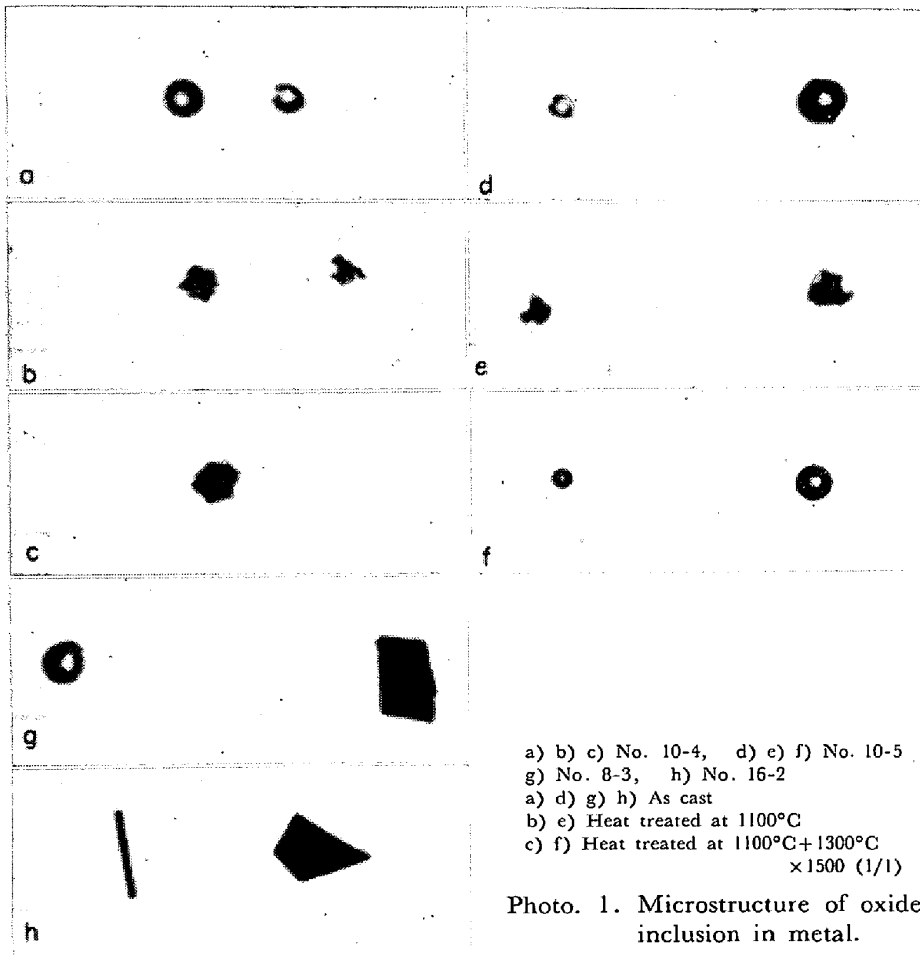 a
d
b
e
c
f
g
h
a) b) c) No. 10-4, d) e) f) No. 10-5
g) No. 8-3, h) No. 16-2
a) d) g) h) As cast
b) e) Heat treated at 1100°C
c) f) Heat treated at 1100°C+1300°C
×1500 (1/1)
Photo. 1. Microstructure of oxide
inclusion in metal.